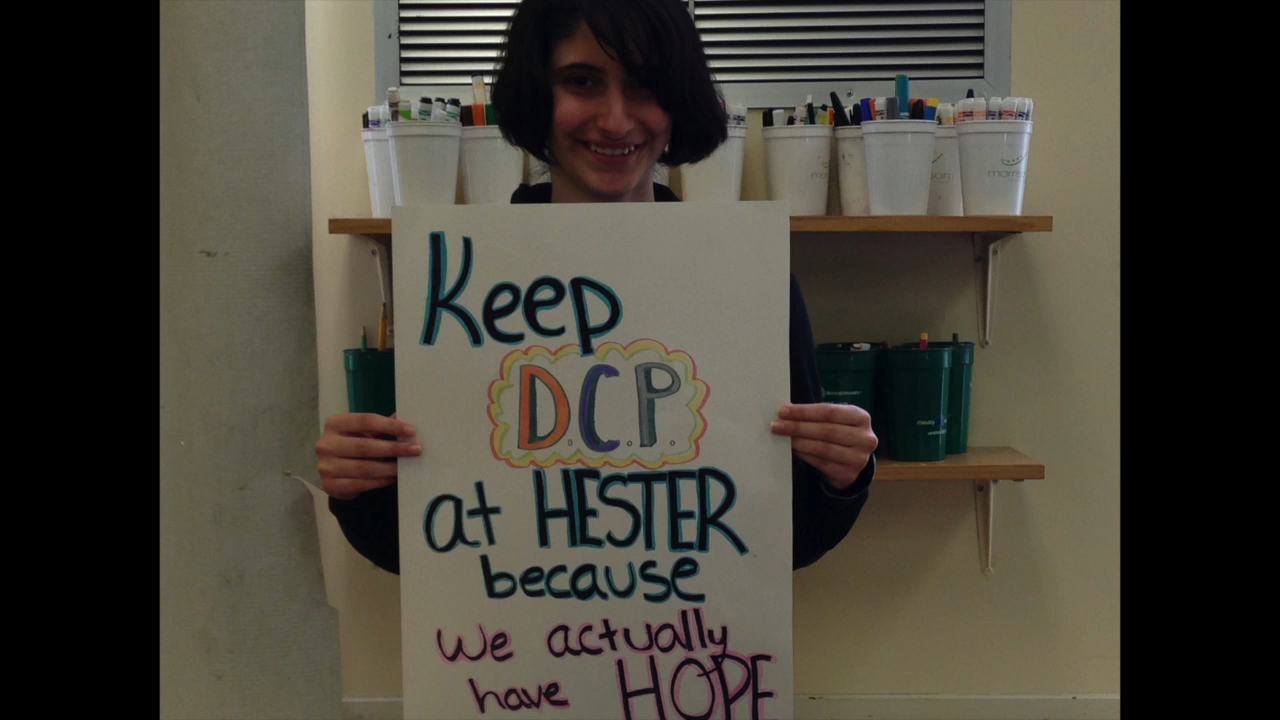 Keep
D.C.P.
at HESTER
because
We actually
have HOPE